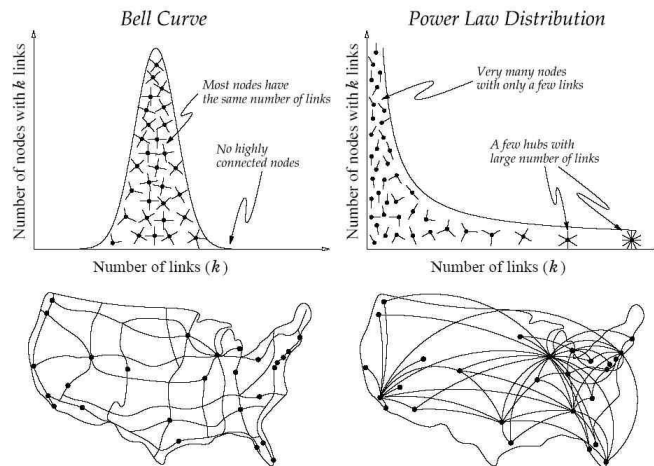 Bell Curve
Number of nodes with k links
Most nodes have
the same number of links
No highly
connected nodes
Number of links (k)
Power Law Distribution
Number of nodes with k links
Very many nodes
with only a few links
A few hubs with
large number of links
Number of links (k)